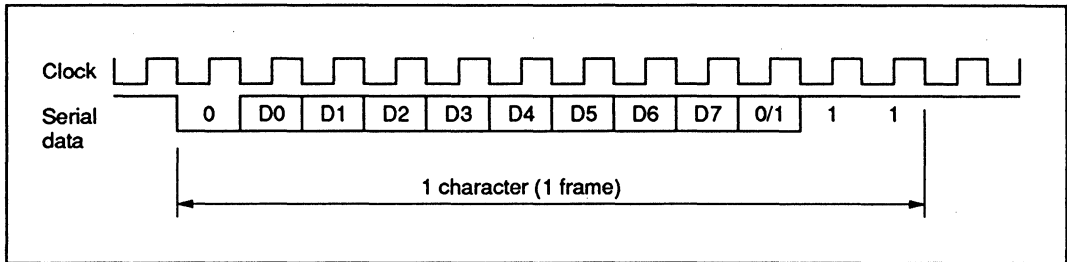 Clock
Serial data
0 D0 D1 D2 D3 D4 D5 D6 D7 0/1 1 1
1 character (1 frame)